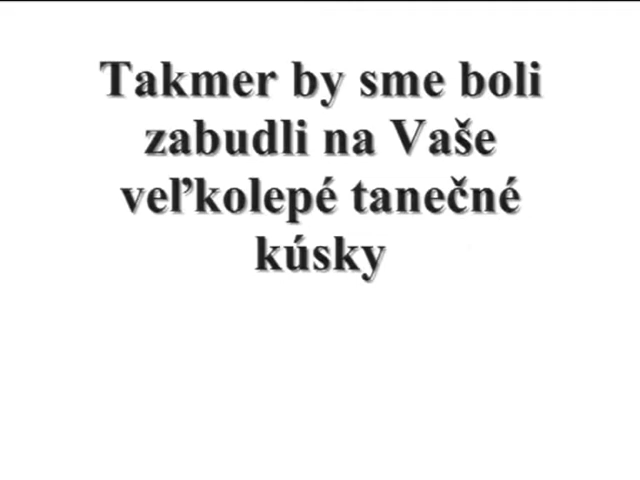 Takmer by sme boli
zabudli na Vaše
veľkolepé tanečné
kúsky